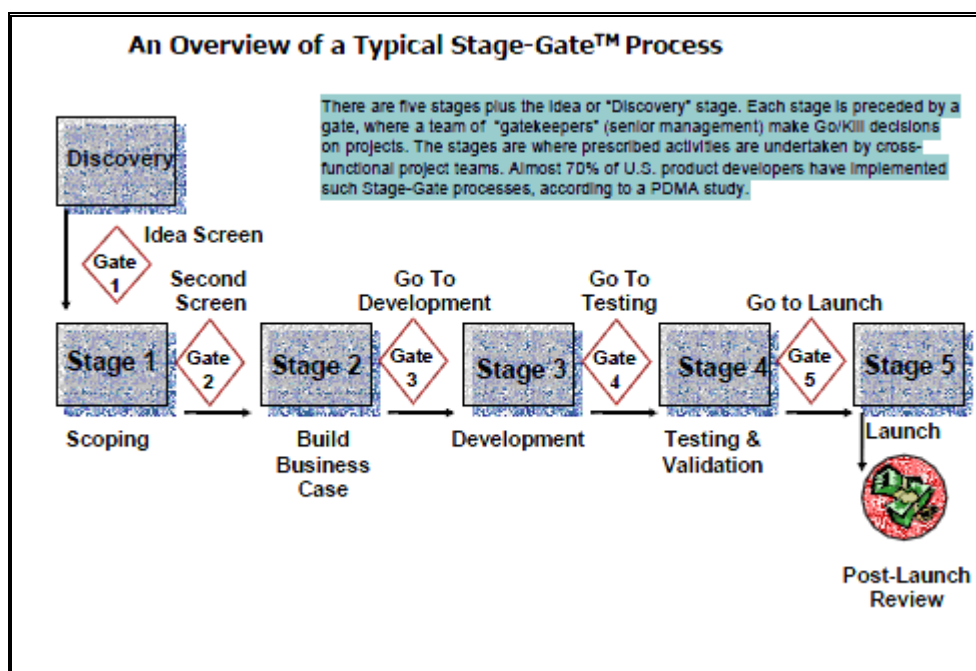 An Overview of a Typical Stage-Gate™ Process
There are five stages plus the idea or "Discovery" stage. Each stage is preceded by a
gate, where a team of "gatekeepers" (senior management) make Go/Kill decisions
on projects. The stages are where prescribed activities are undertaken by cross-
functional project teams. Almost 70% of U.S. product developers have implemented
such Stage-Gate processes, according to a PDMA study.
Discovery
Idea Screen
Gate
1
Second
Screen
Go To
Development
Go To
Testing
Go to Launch
Stage 1
Gate
2
Stage 2
Gate
3
Stage 3
Gate
4
Stage 4
Gate
5
Stage 5
Scoping
Build
Business
Case
Development
Testing &
Validation
Launch
Post-Launch
Review